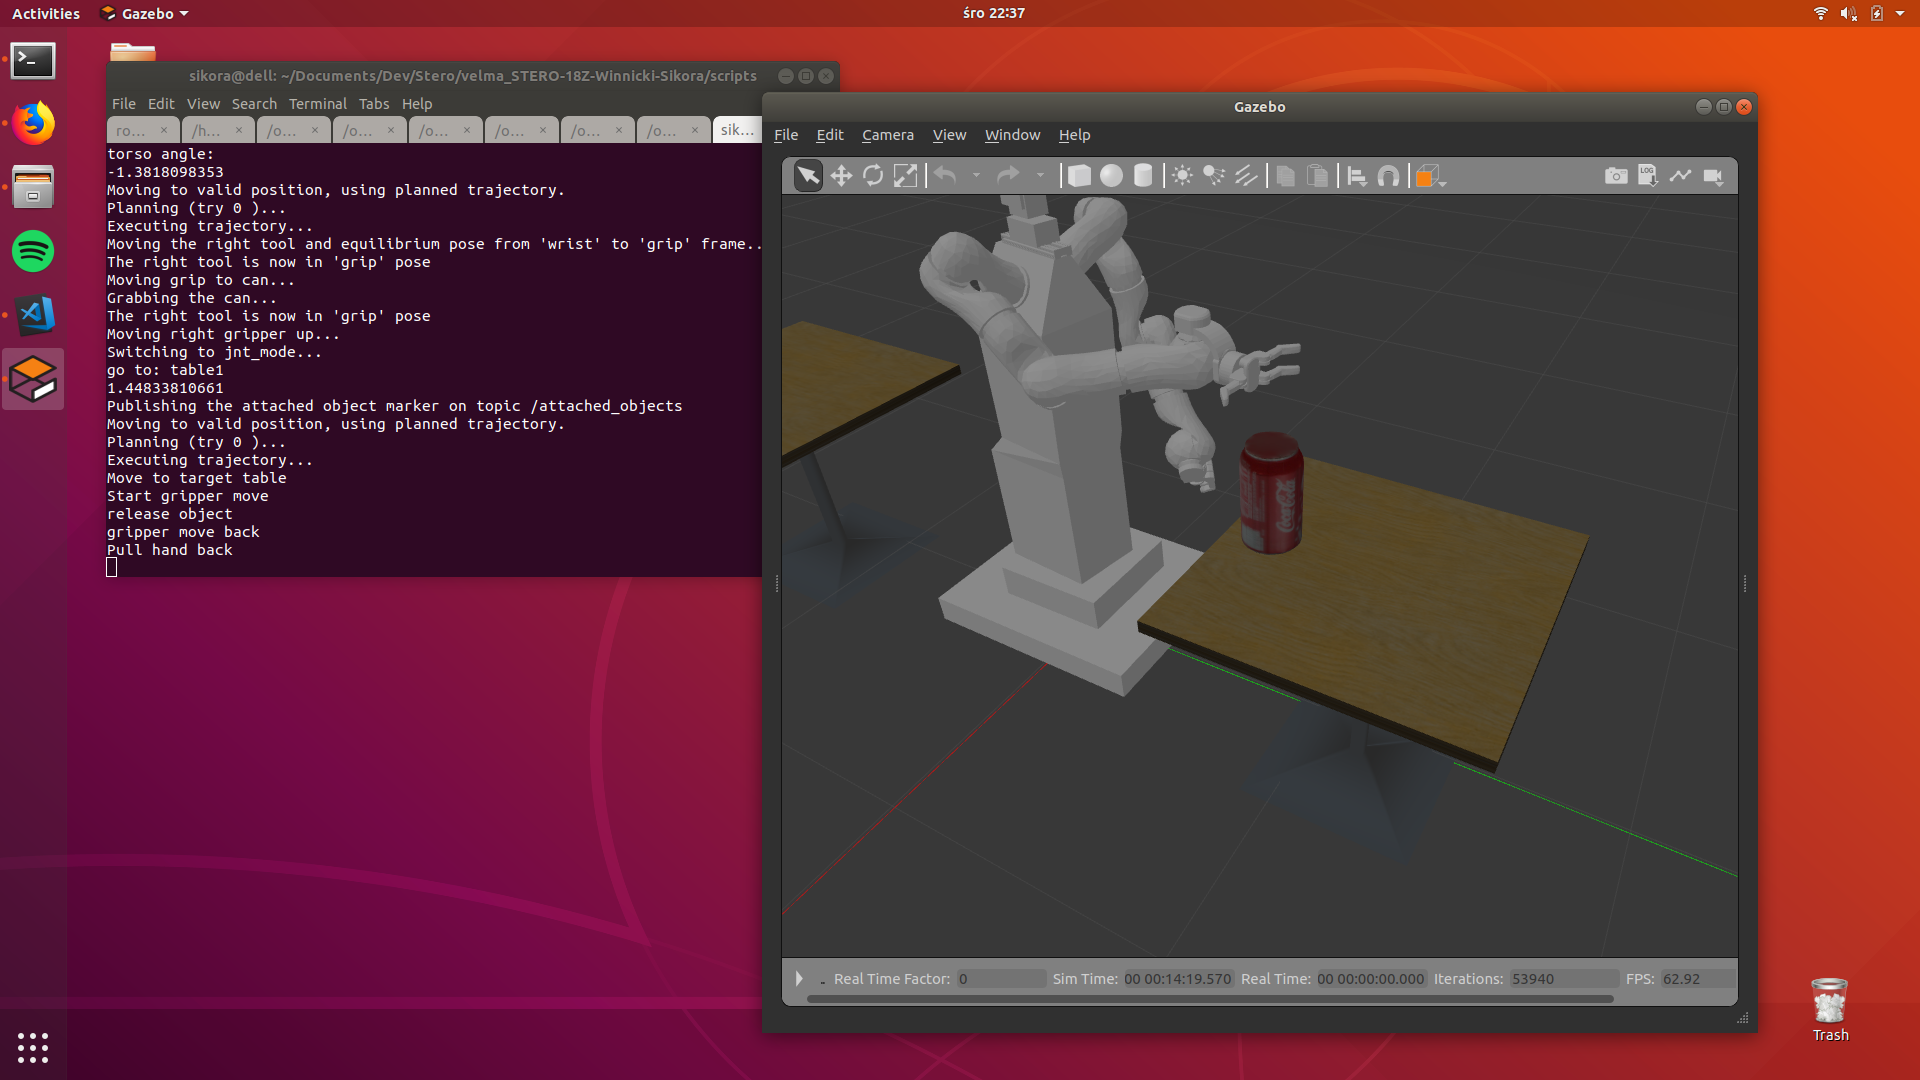 Activities
Gazebo
śro 22:37
sikora@dell: ~/Documents/Dev/Stero/velma_STERO-18Z-Winnicki-Sikora/scripts
File Edit View Search Terminal Tabs Help
ro... × /h... × /o... × /o... × /o... × /o... × /o... × /o... × sik...
torso angle:
-1.3818098353
Moving to valid position, using planned trajectory.
Planning (try 0 )...
Executing trajectory...
Moving the right tool and equilibrium pose from 'wrist' to 'grip' frame..
The right tool is now in 'grip' pose
Moving grip to can...
Grabbing the can...
The right tool is now in 'grip' pose
Moving right gripper up...
Switching to jnt_mode...
go to: table1
1.44833810661
Publishing the attached object marker on topic /attached_objects
Moving to valid position, using planned trajectory.
Planning (try 0 )...
Executing trajectory...
Move to target table
Start gripper move
release object
gripper move back
Pull hand back
Gazebo
File Edit Camera View Window Help
LOG
Coca-Cola
Real Time Factor: 0 Sim Time: 00 00:14:19.570 Real Time: 00 00:00:00.000 Iterations: 53940 FPS: 62.92
Trash